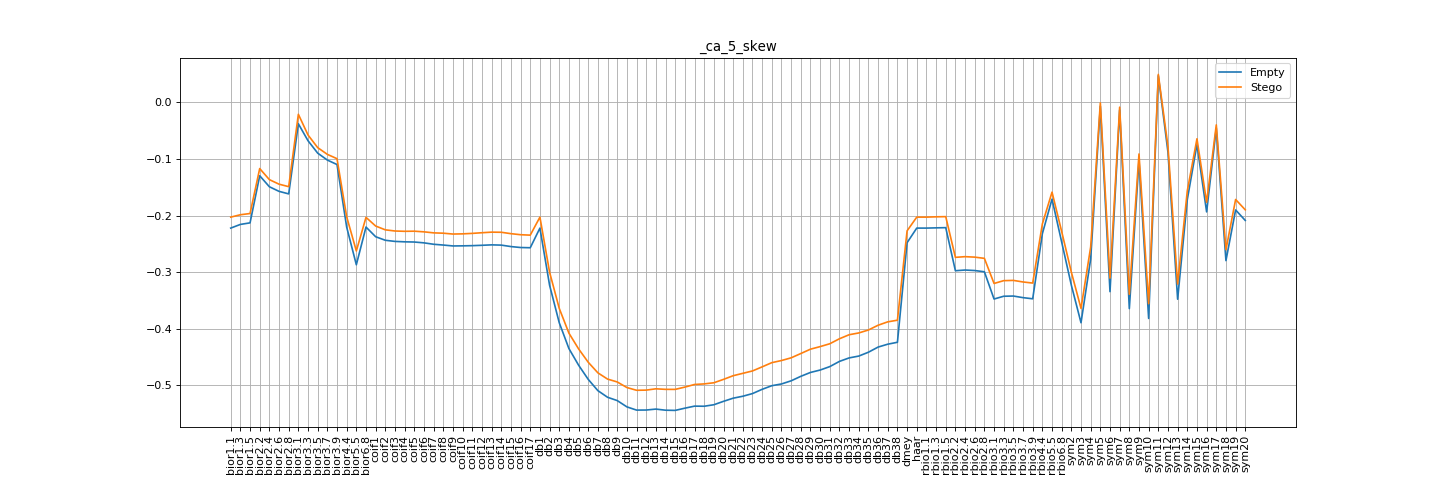 _ca_5_skew
Empty
Stego
0.0
−0.1
−0.2
−0.3
−0.4
−0.5
bior1.1
bior1.3
bior1.5
bior2.2
bior2.4
bior2.6
bior2.8
bior3.1
bior3.3
bior3.5
bior3.7
bior3.9
bior4.4
bior5.5
bior6.8
coif1
coif2
coif3
coif4
coif5
coif6
coif7
coif8
coif9
coif10
coif11
coif12
coif13
coif14
coif15
coif16
coif17
db1
db2
db3
db4
db5
db6
db7
db8
db9
db10
db11
db12
db13
db14
db15
db16
db17
db18
db19
db20
db21
db22
db23
db24
db25
db26
db27
db28
db29
db30
db31
db32
db33
db34
db35
db36
db37
db38
dmey
haar
rbio1.1
rbio1.3
rbio1.5
rbio2.2
rbio2.4
rbio2.6
rbio2.8
rbio3.1
rbio3.3
rbio3.5
rbio3.7
rbio3.9
rbio4.4
rbio5.5
rbio6.8
sym2
sym3
sym4
sym5
sym6
sym7
sym8
sym9
sym10
sym11
sym12
sym13
sym14
sym15
sym16
sym17
sym18
sym19
sym20